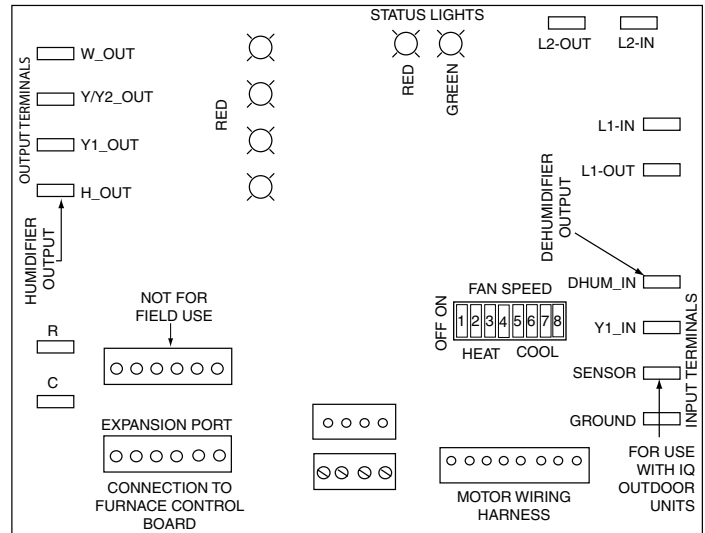 STATUS LIGHTS
RED
GREEN
L2-OUT
L2-IN
OUTPUT TERMINALS
W_OUT
Y/Y2_OUT
Y1_OUT
H_OUT
RED
HUMIDIFIER
OUTPUT
L1-IN
L1-OUT
DEHUMIDIFIER
OUTPUT
DHUM_IN
Y1_IN
SENSOR
GROUND
INPUT TERMINALS
FOR USE
WITH IQ
OUTDOOR
UNITS
NOT FOR
FIELD USE
R
C
FAN SPEED
OFF ON
1 2 3 4 5 6 7 8
HEAT COOL
EXPANSION PORT
CONNECTION TO
FURNACE CONTROL
BOARD
MOTOR WIRING
HARNESS